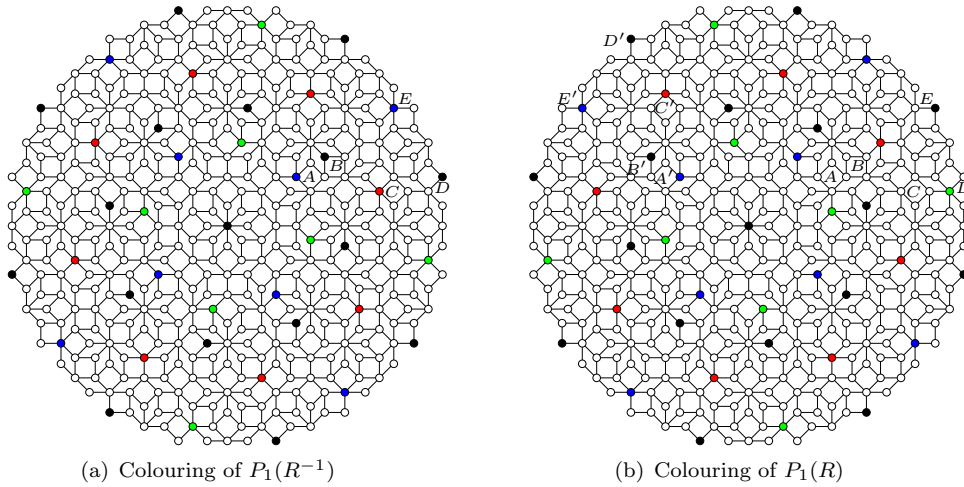 D′
E
E′
E
C′
A
B
B′
A′
A
B
C
D
C
D
(a) Colouring of P₁(R⁻¹)
(b) Colouring of P₁(R)